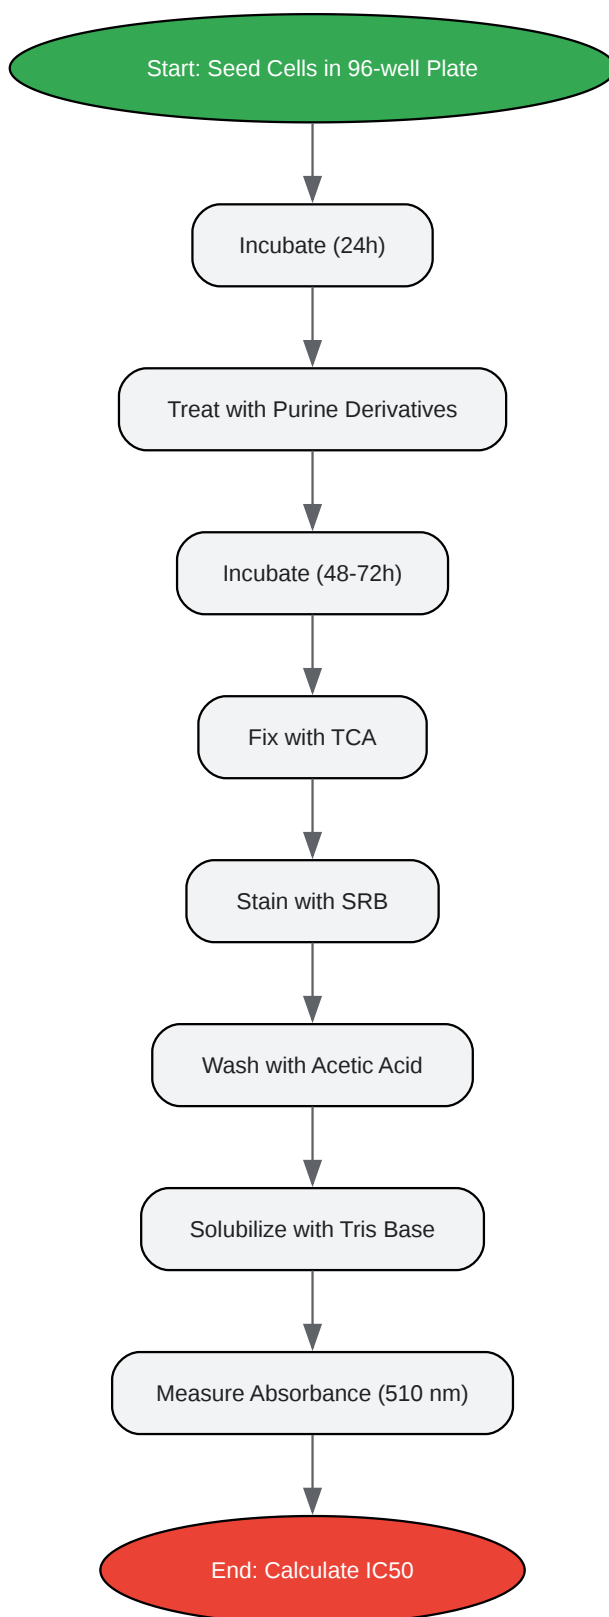 Start: Seed Cells in 96-well Plate
Incubate (24h)
Treat with Purine Derivatives
Incubate (48-72h)
Fix with TCA
Stain with SRB
Wash with Acetic Acid
Solubilize with Tris Base
Measure Absorbance (510 nm)
End: Calculate IC50